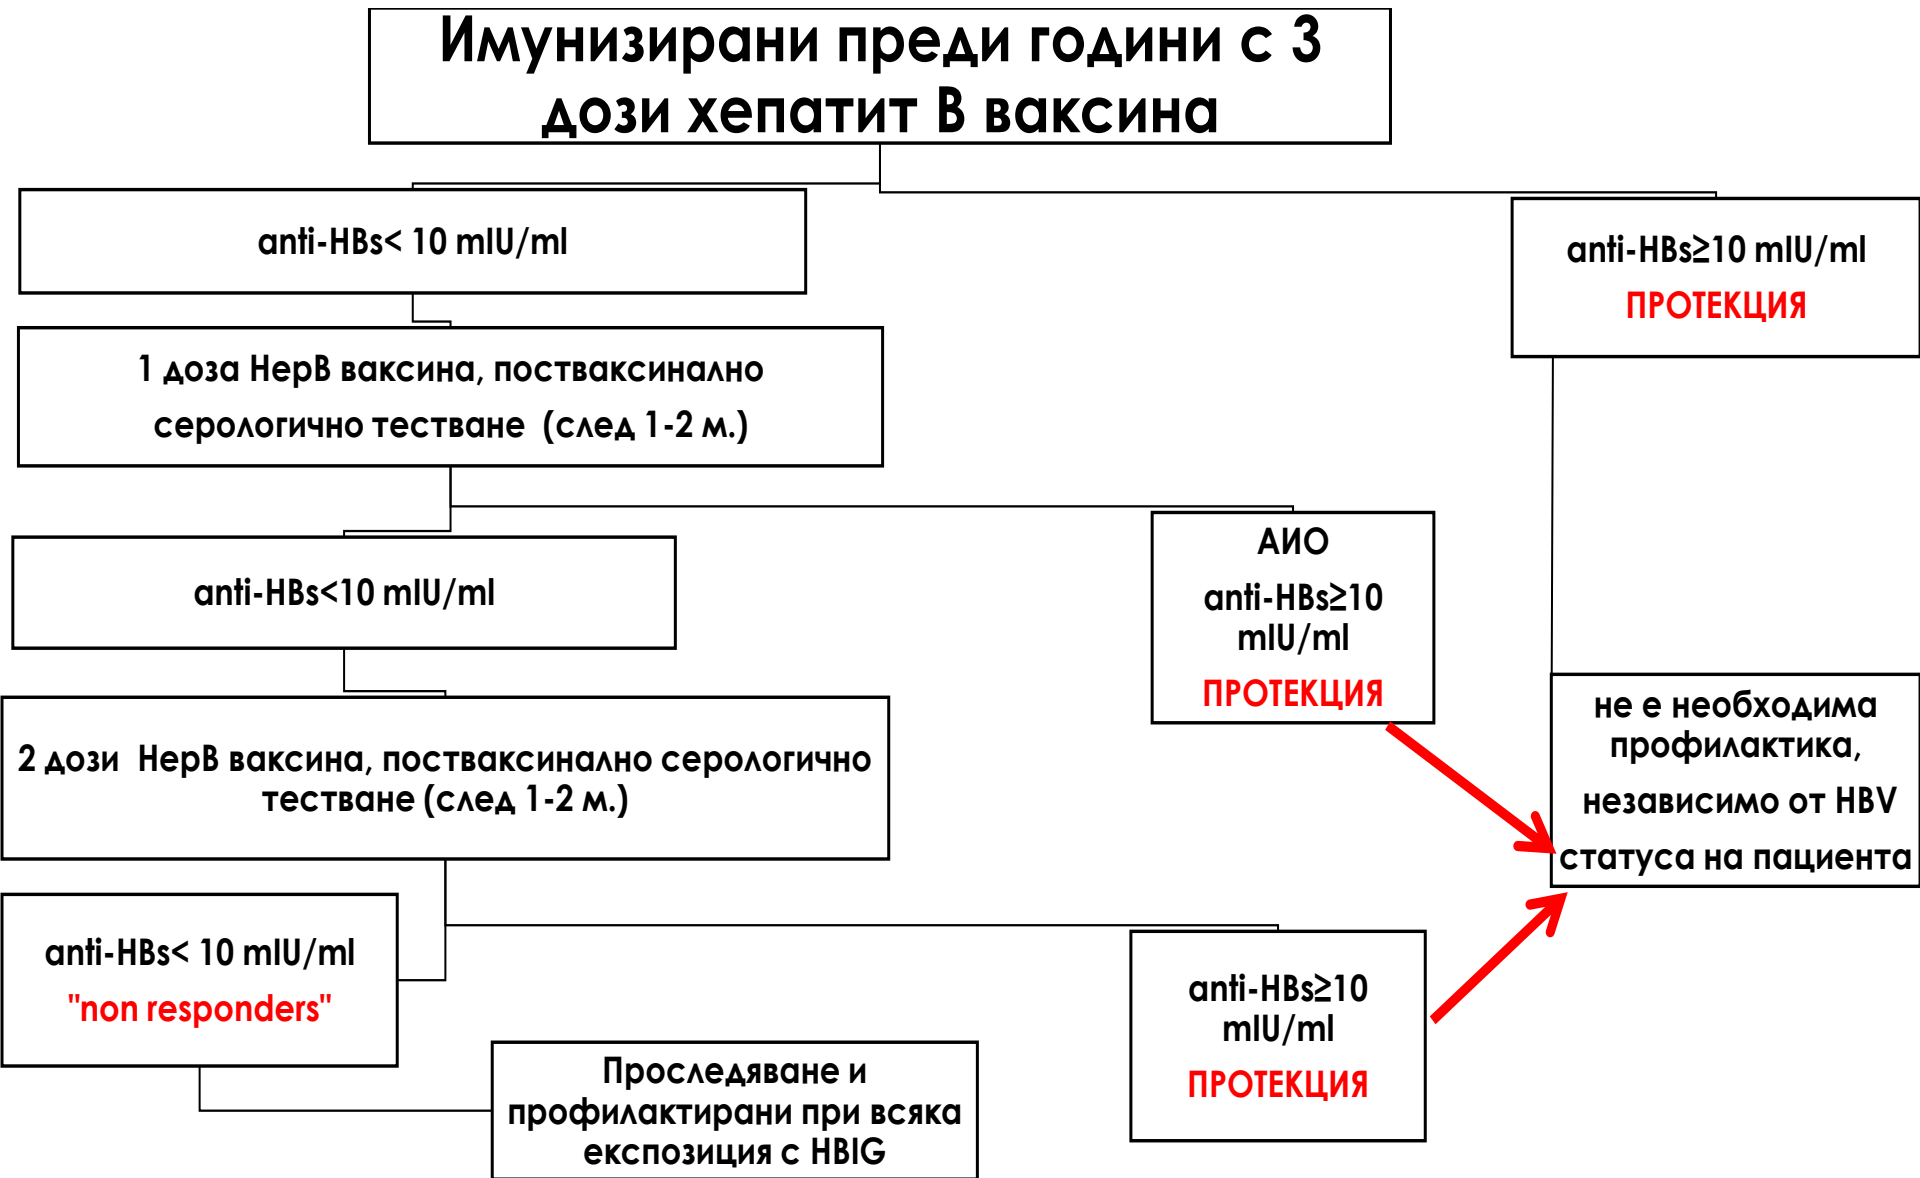 Имунизирани преди години с 3
дози хепатит В ваксина
anti-HBs< 10 mIU/ml
anti-HBs≥10 mIU/ml
ПРОТЕКЦИЯ
1 доза НерВ ваксина, постваксинално
серологично тестване (след 1-2 м.)
anti-HBs<10 mIU/ml
АИО
anti-HBs≥10
mIU/ml
ПРОТЕКЦИЯ
2 дози НерВ ваксина, постваксинално серологично
тестване (след 1-2 м.)
не е необходима
профилактика,
независимо от HBV
статуса на пациента
anti-HBs< 10 mIU/ml
"non responders"
anti-HBs≥10
mIU/ml
ПРОТЕКЦИЯ
Проследяване и
профилактирани при всяка
експозиция с HBIG